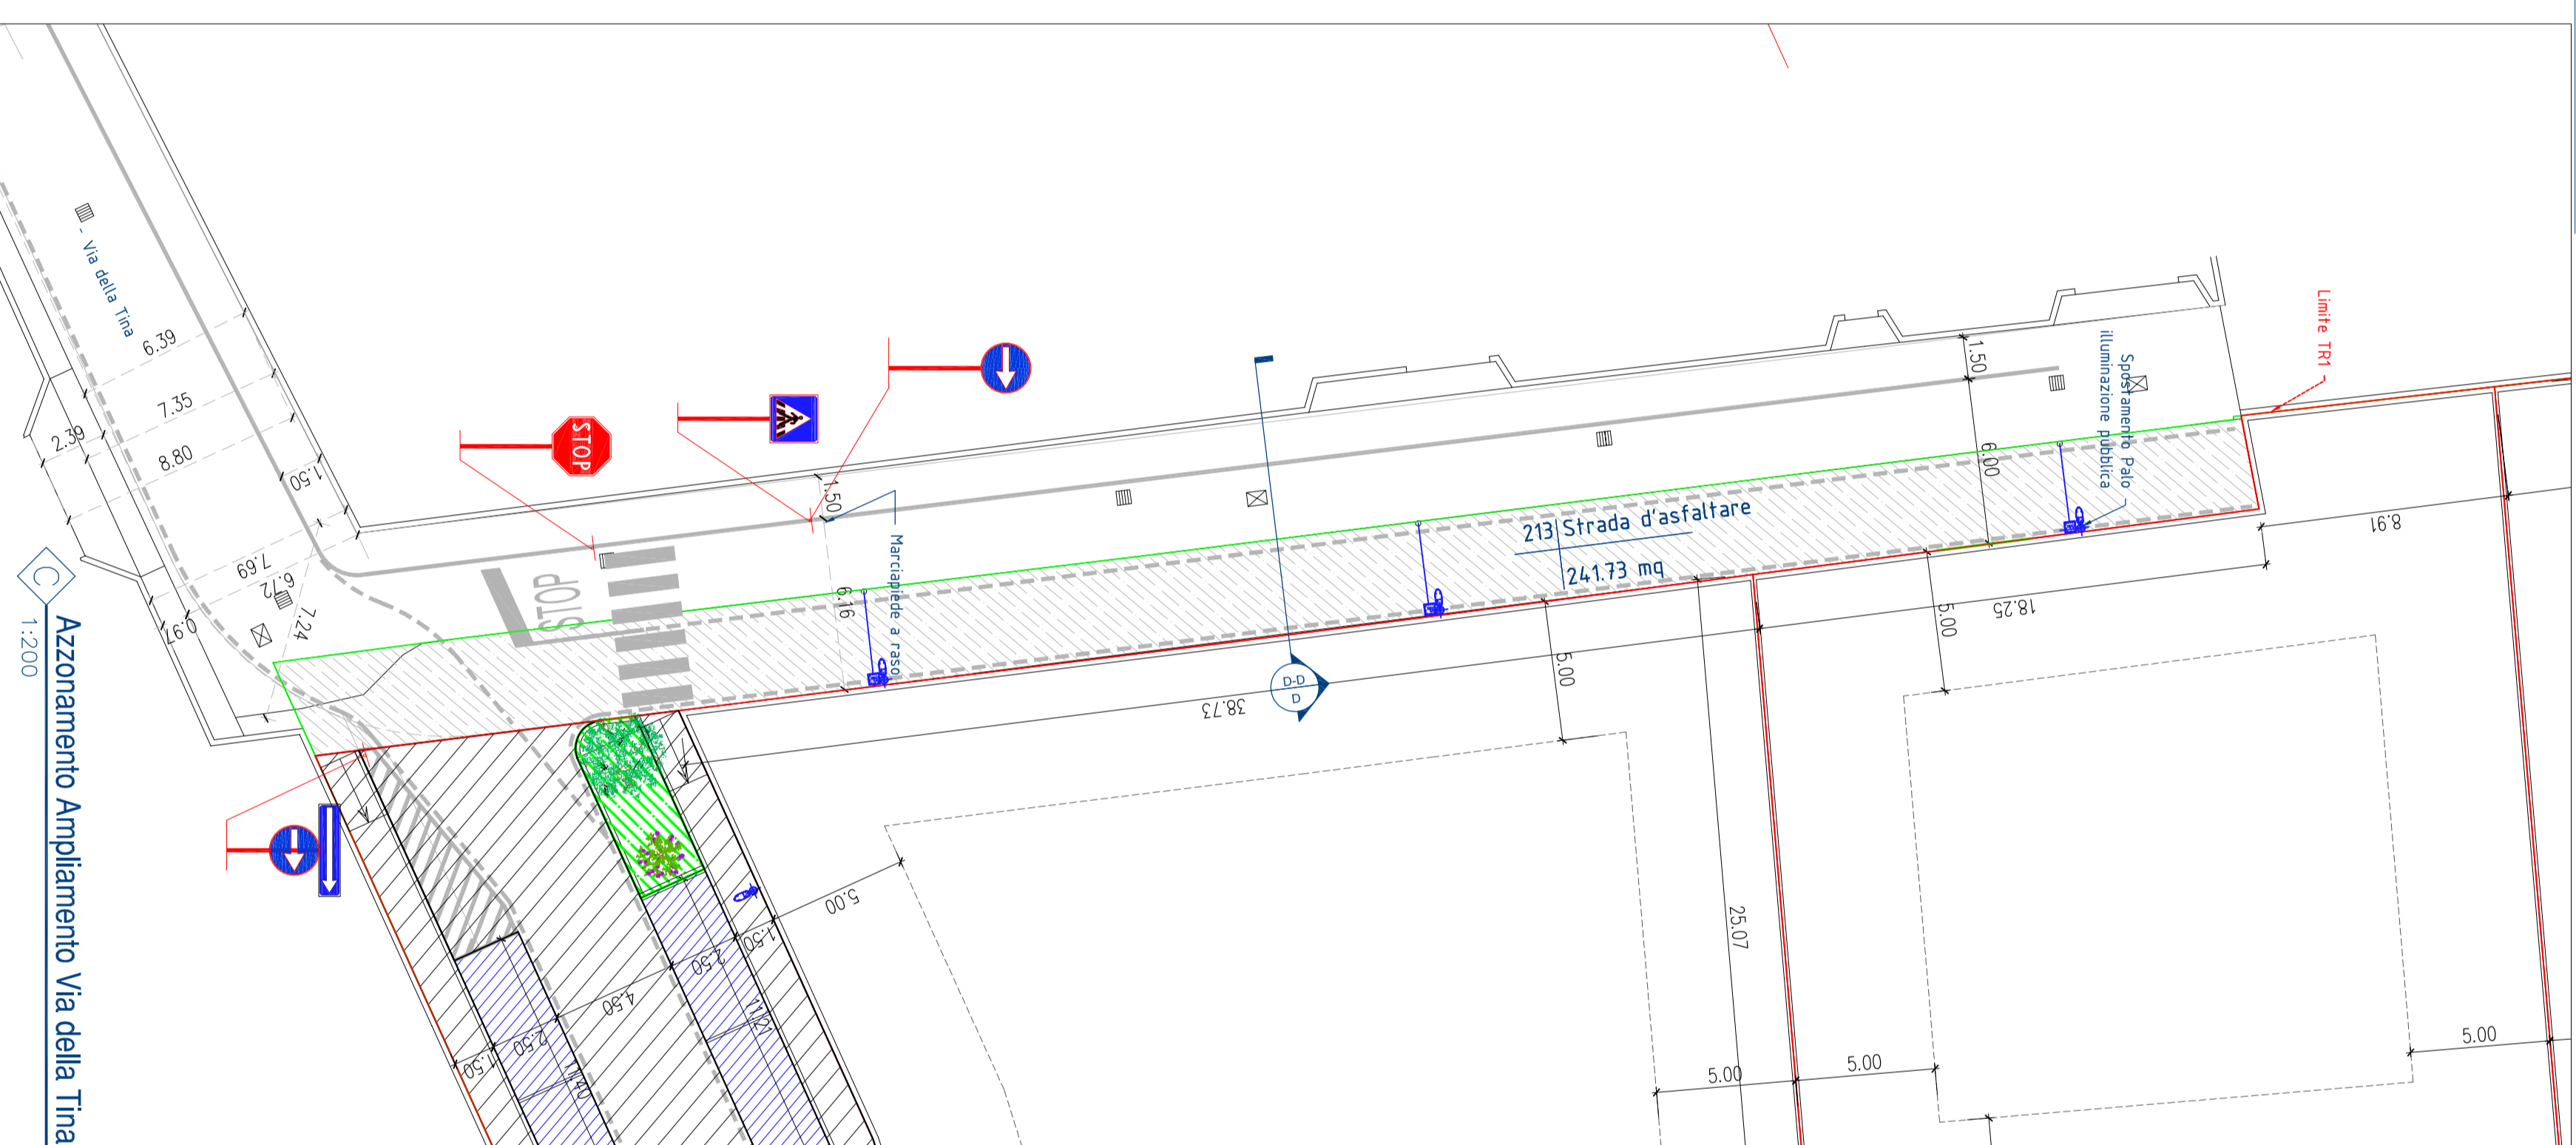 Via della Tina
6.39
7.35
2.39
8.80
1.50
7.69
6.72
7.24
0.97
C
Azzonamento Ampliamento Via della Tina
1:200
STOP
STOP
1.50
Marciapiede a raso
6.16
D-D
D
38.73
213
Strada d'asfaltare
241.73 mq
1.50
6.00
Spostamento Palo
illuminazione pubblica
Limite TR1
8.91
18.25
5.00
5.00
25.07
5.00
5.00
5.00
5.00
1.50
2.50
4.50
11.21
2.50
1.50
11.40